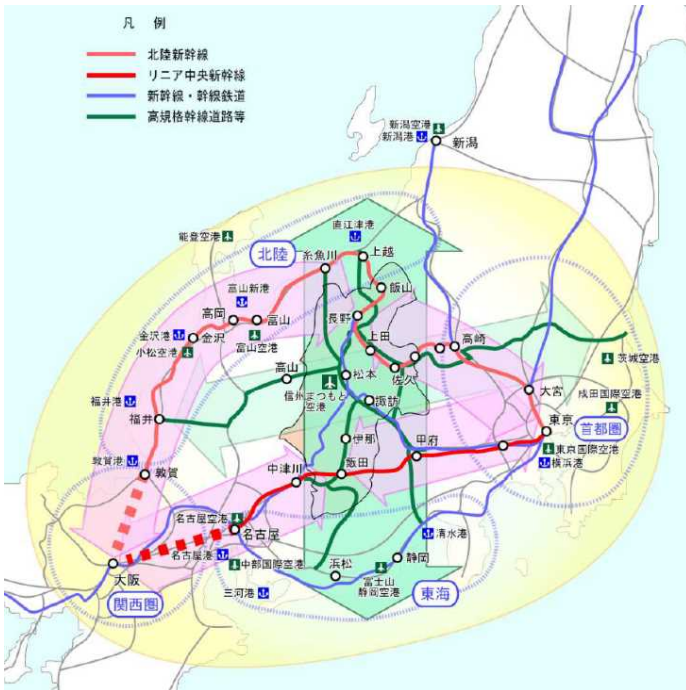 凡 例
北陸新幹線
リニア中央新幹線
新幹線・幹線鉄道
高規格幹線道路等
新潟空港
新潟港
新潟
能登空港
北陸
直江津港
糸魚川
上越
富山新港
飯山
高岡
富山
長野
金沢港
金沢
小松空港
富山空港
上田
高崎
高山
松本
佐久
茨城空港
信州まつもと
空港
諏訪
大宮
成田国際空港
福井港
福井
伊那
甲府
東京
首都圏
東京国際空港
横浜港
敦賀港
敦賀
中津川
飯田
名古屋空港
名古屋
名古屋港
中部国際空港
清水港
大阪
関西圏
三河港
浜松
静岡
富士山
静岡空港
東海